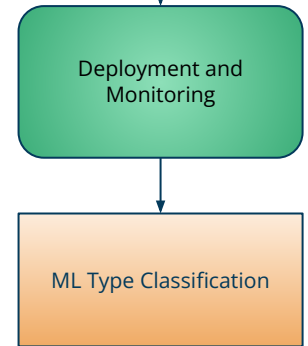 Deployment and
Monitoring
ML Type Classification